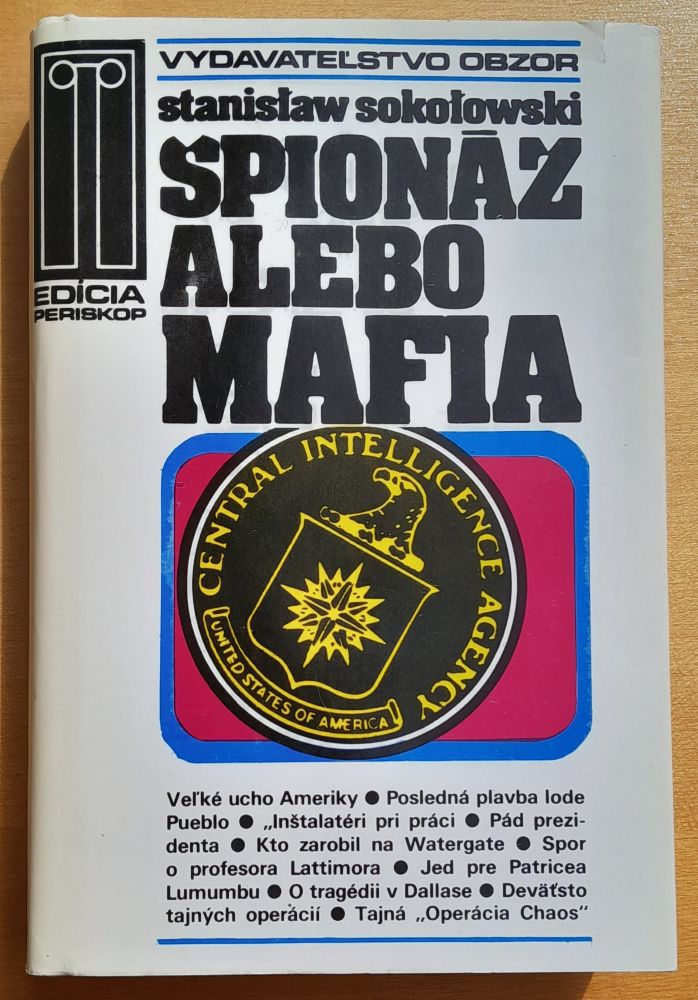 VYDAVATEĽSTVO OBZOR
stanisław sokołowski
ŠPIONÁŽ
ALEBO
MAFIA
EDÍCIA
PERISKOP
CENTRAL INTELLIGENCE AGENCY
UNITED STATES OF AMERICA
Veľké ucho Ameriky ● Posledná plavba lode
Pueblo ● „Inštalatéri pri práci ● Pád prezi-
denta ● Kto zarobil na Watergate ● Spor
o profesora Lattimora ● Jed pre Patricea
Lumumbu ● O tragédii v Dallase ● Deväťsto
tajných operácií ● Tajná „Operácia Chaos“